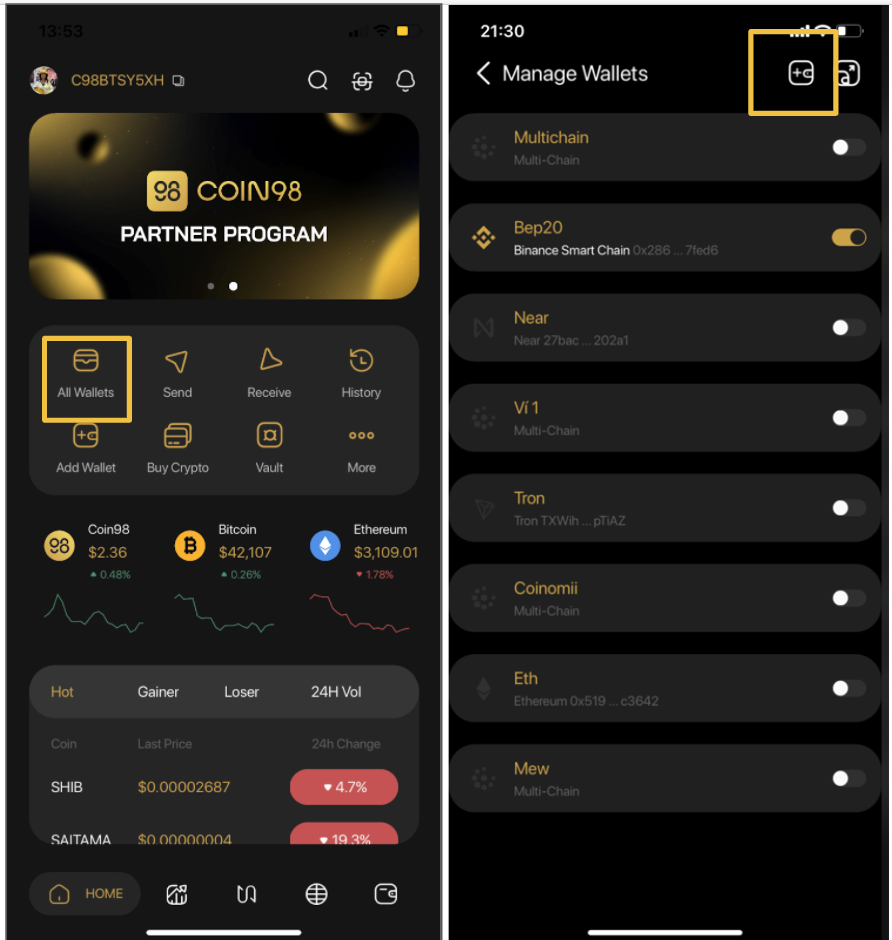 13:53
C98BTSY5XH
98 COIN98
PARTNER PROGRAM
All Wallets Send Receive History
Add Wallet Buy Crypto Vault More
98 Coin98 Bitcoin Ethereum
$2.36 $42,107 $3,109.01
0.48% 0.26% 1.78%
Hot Gainer Loser 24H Vol
Coin Last Price 24h Change
SHIB $0.00002687 4.7%
SAITAMA $0.00000004 19.3%
HOME
21:30
Manage Wallets
Multichain
Multi-Chain
Bep20
Binance Smart Chain 0x286 ... 7fed6
Near
Near 27bac ... 202a1
Ví 1
Multi-Chain
Tron
Tron TXWih ... pTiAZ
Coinomii
Multi-Chain
Eth
Ethereum 0x519 ... c3642
Mew
Multi-Chain